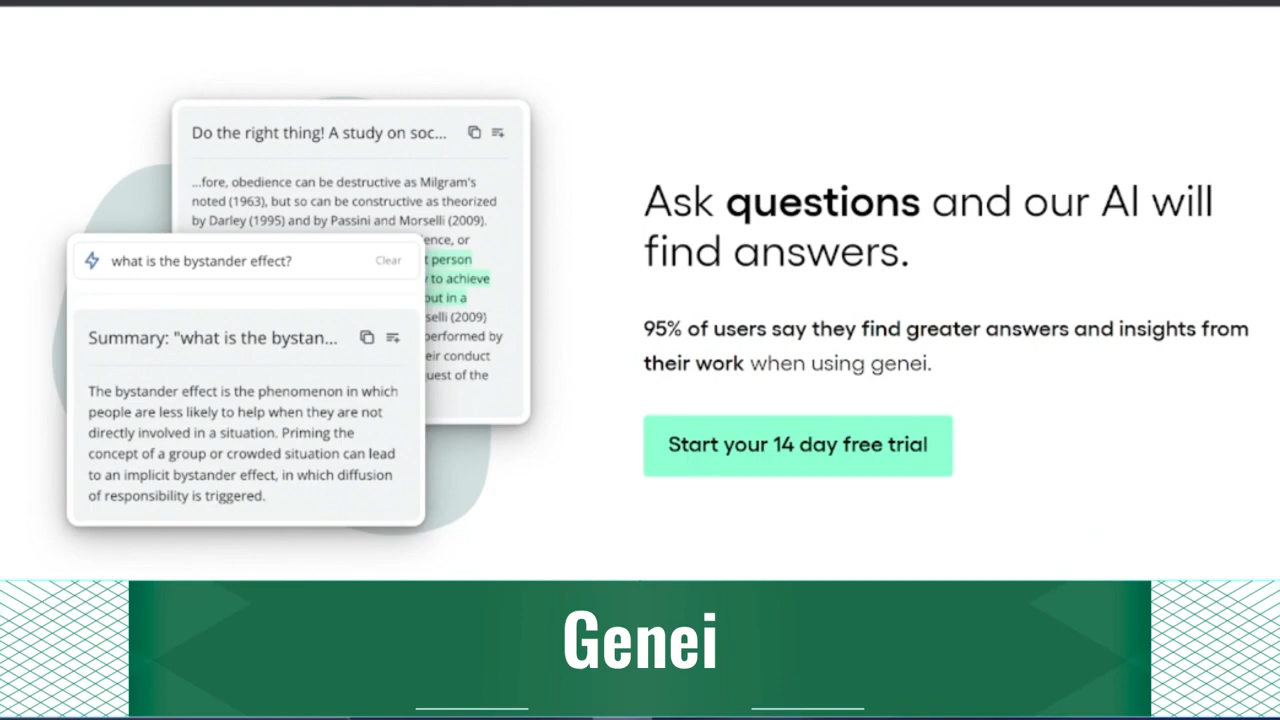 Do the right thing! A study on soc...
...fore, obedience can be destructive as Milgram's
noted (1963), but so can be constructive as theorized
by Darley (1995) and by Passini and Morselli (2009).
ence, or
t person
to achieve
out in a
selli (2009)
performed by
eir conduct
uest of the
what is the bystander effect?
Clear
Summary: "what is the bystan...
The bystander effect is the phenomenon in which
people are less likely to help when they are not
directly involved in a situation. Priming the
concept of a group or crowded situation can lead
to an implicit bystander effect, in which diffusion
of responsibility is triggered.
Ask questions and our AI will
find answers.
95% of users say they find greater answers and insights from
their work when using genei.
Start your 14 day free trial
Genei